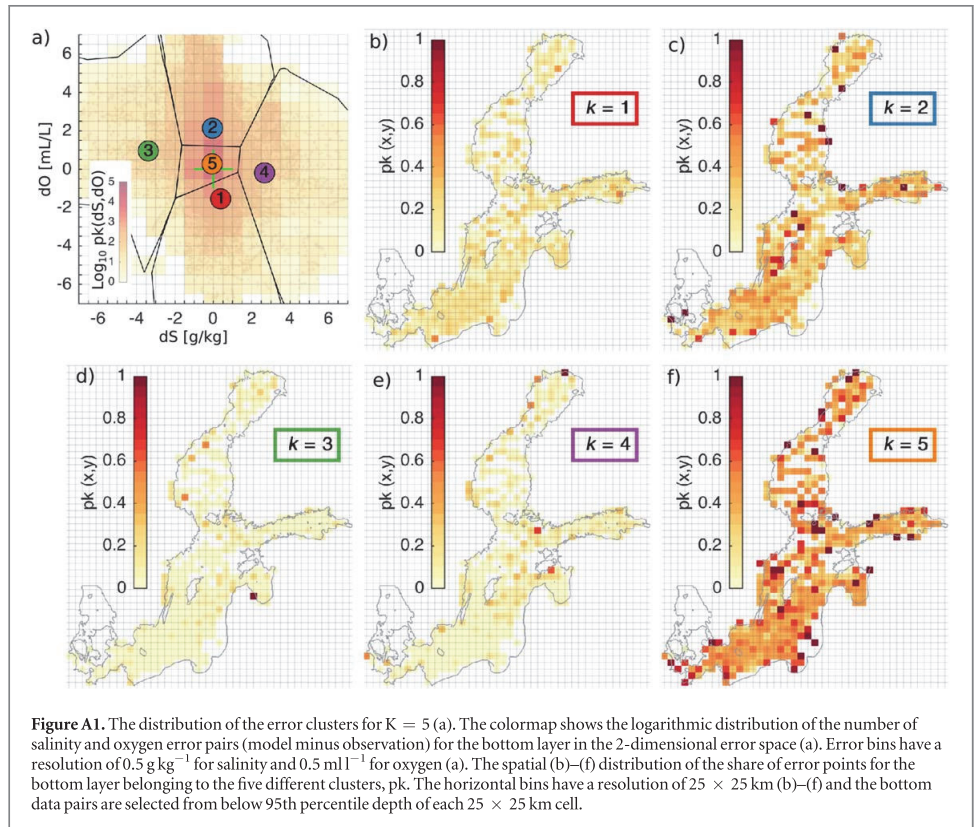 a)
6
4
2
0
-2
-4
-6
dO [mL/L]
2
3
5
4
1
5
4
3
2
1
0
Log10 pk(dS,dO)
-6 -4 -2 0 2 4 6
dS [g/kg]
b)
1
0.8
0.6
0.4
0.2
0
pk (x,y)
k = 1
c)
1
0.8
0.6
0.4
0.2
0
pk (x,y)
k = 2
d)
1
0.8
0.6
0.4
0.2
0
pk (x,y)
k = 3
e)
1
0.8
0.6
0.4
0.2
0
pk (x,y)
k = 4
f)
1
0.8
0.6
0.4
0.2
0
pk (x,y)
k = 5
Figure A1. The distribution of the error clusters for K = 5 (a). The colormap shows the logarithmic distribution of the number of
salinity and oxygen error pairs (model minus observation) for the bottom layer in the 2-dimensional error space (a). Error bins have a
resolution of 0.5 g kg−1 for salinity and 0.5 ml l−1 for oxygen (a). The spatial (b)–(f) distribution of the share of error points for the
bottom layer belonging to the five different clusters, pk. The horizontal bins have a resolution of 25 × 25 km (b)–(f) and the bottom
data pairs are selected from below 95th percentile depth of each 25 × 25 km cell.